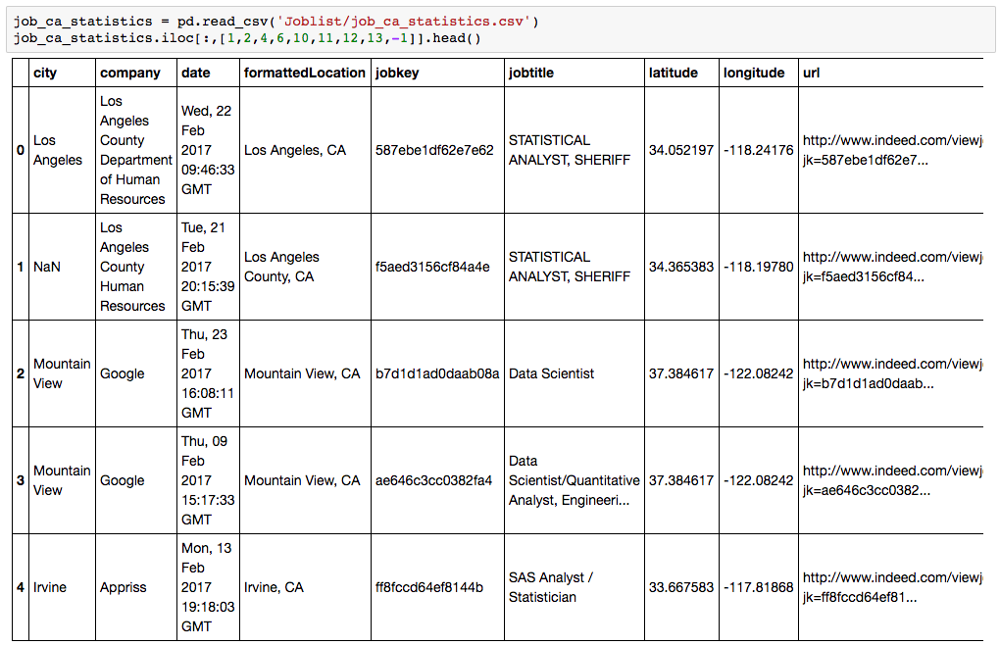 job_ca_statistics = pd.read_csv('Joblist/job_ca_statistics.csv')
job_ca_statistics.iloc[:,[1,2,4,6,10,11,12,13,-1]].head()
city company date formattedLocation jobkey jobtitle latitude longitude url
0
Los
Angeles
Los
Angeles
County
Department
of Human
Resources
Wed, 22
Feb
2017
09:46:33
GMT
Los Angeles, CA
587ebe1df62e7e62
STATISTICAL
ANALYST, SHERIFF
34.052197
-118.24176
http://www.indeed.com/viewj
jk=587ebe1df62e7...
1
NaN
Los
Angeles
County
Human
Resources
Tue, 21
Feb
2017
20:15:39
GMT
Los Angeles
County, CA
f5aed3156cf84a4e
STATISTICAL
ANALYST, SHERIFF
34.365383
-118.19780
http://www.indeed.com/viewj
jk=f5aed3156cf84...
2
Mountain
View
Google
Thu, 23
Feb
2017
16:08:11
GMT
Mountain View, CA
b7d1d1ad0daab08a
Data Scientist
37.384617
-122.08242
http://www.indeed.com/viewj
jk=b7d1d1ad0daab...
3
Mountain
View
Google
Thu, 09
Feb
2017
15:17:33
GMT
Mountain View, CA
ae646c3cc0382fa4
Data
Scientist/Quantitative
Analyst, Engineeri...
37.384617
-122.08242
http://www.indeed.com/viewj
jk=ae646c3cc0382...
4
Irvine
Appriss
Mon, 13
Feb
2017
19:18:03
GMT
Irvine, CA
ff8fccd64ef8144b
SAS Analyst /
Statistician
33.667583
-117.81868
http://www.indeed.com/viewj
jk=ff8fccd64ef81...